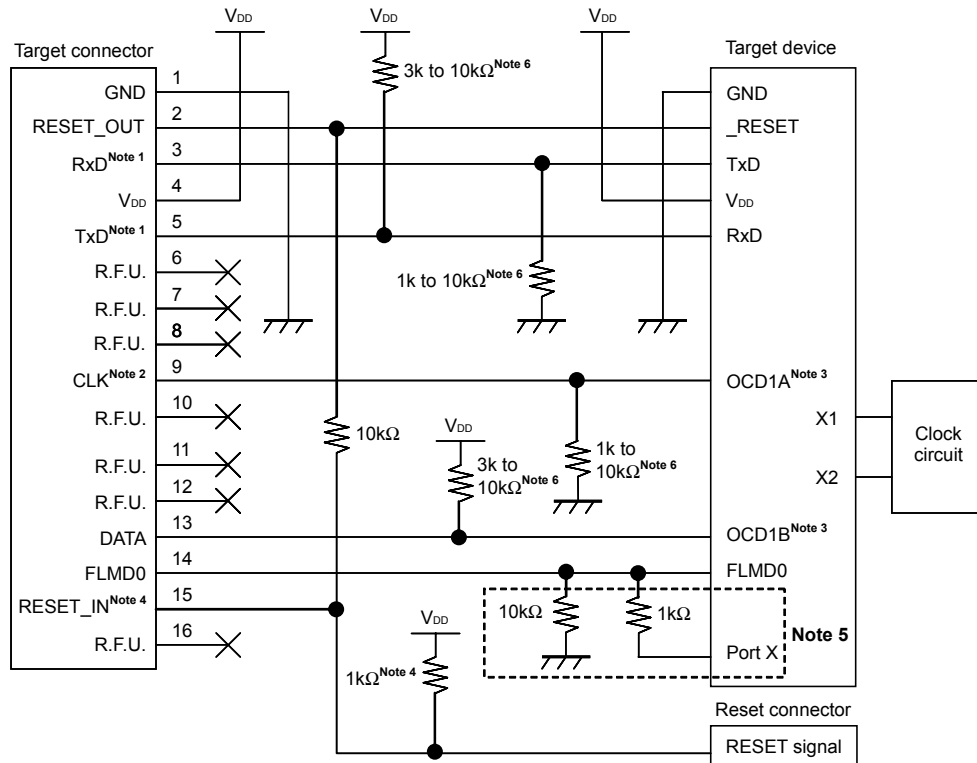 VDD
VDD
VDD
Target connector
Target device
3k to 10kΩNote 6
1
GND
GND
2
RESET_OUT
_RESET
3
RxDNote 1
TxD
4
VDD
VDD
5
TxDNote 1
RxD
6
R.F.U.
1k to 10kΩNote 6
7
R.F.U.
8
R.F.U.
9
CLKNote 2
OCD1ANote 3
10
R.F.U.
10kΩ
VDD
X1
Clock
circuit
11
R.F.U.
3k to
10kΩNote 6
1k to
10kΩNote 6
X2
12
R.F.U.
13
DATA
OCD1BNote 3
14
FLMD0
FLMD0
15
RESET_INNote 4
10kΩ
1kΩ
VDD
Note 5
16
R.F.U.
Port X
1kΩNote 4
Reset connector
RESET signal